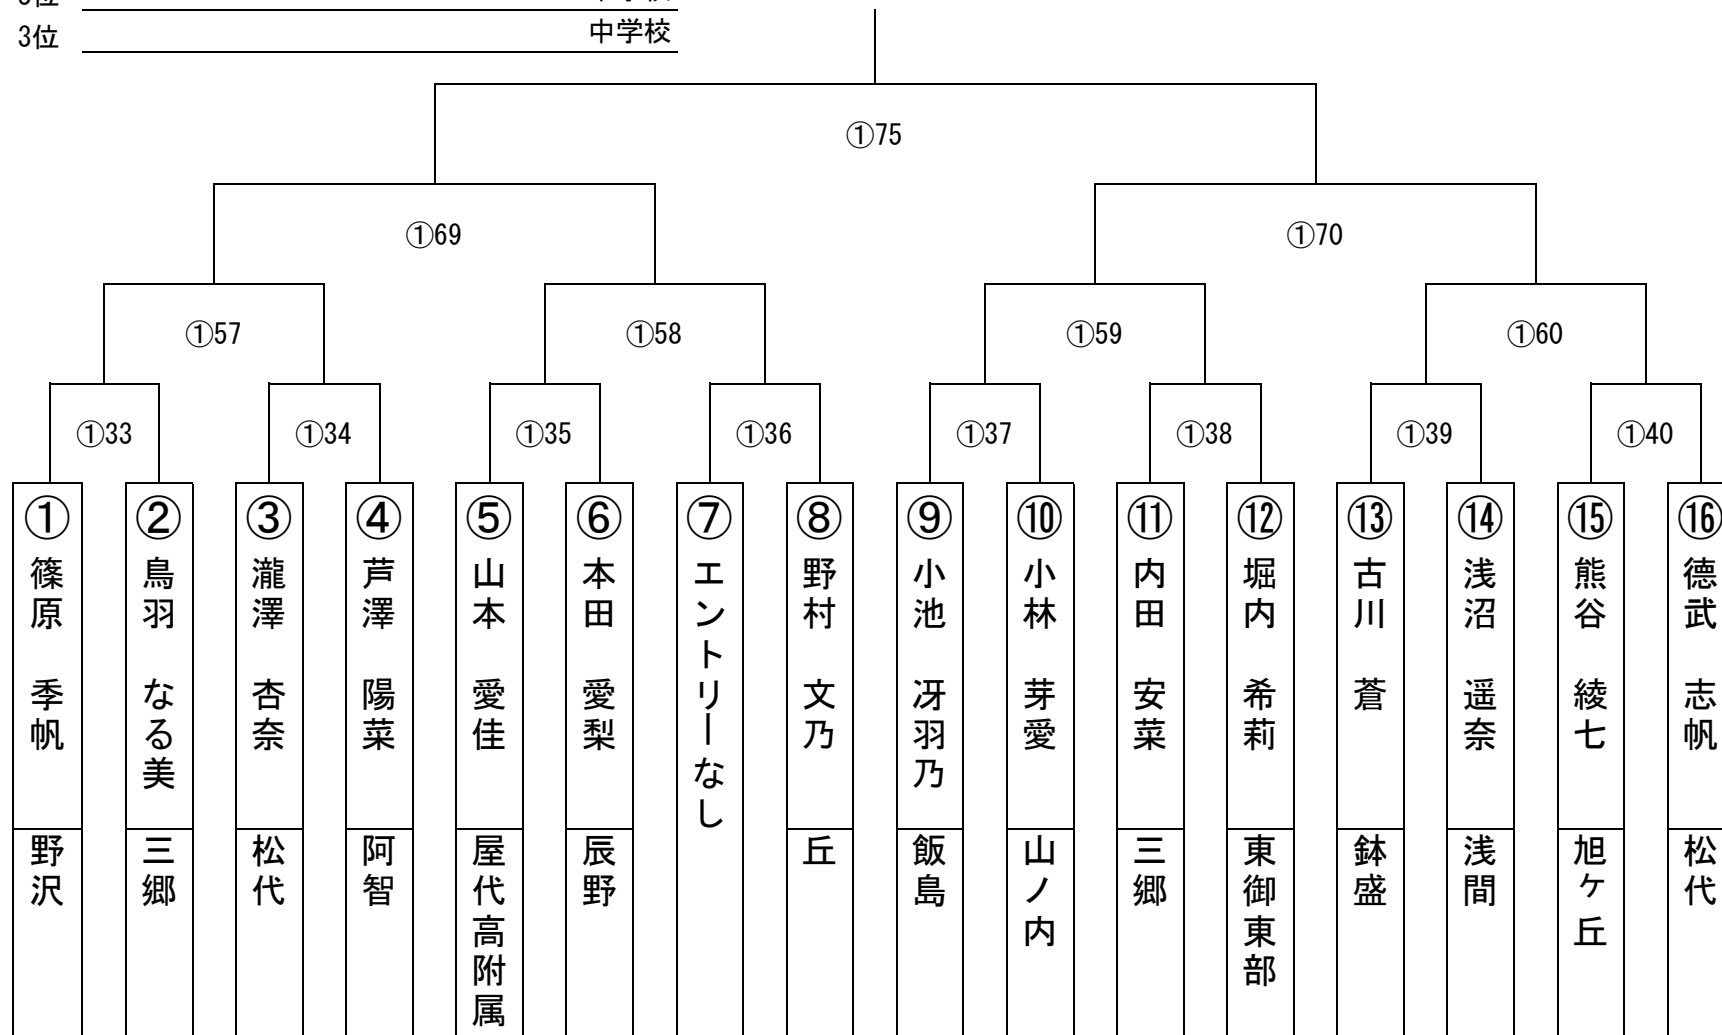 3位 中学校
①75
①69 ①70
①57 ①58 ①59 ①60
①33 ①34 ①35 ①36 ①37 ①38 ①39 ①40
① 篠原 季帆 野沢
② 鳥羽 なる美 三郷
③ 瀧澤 杏奈 松代
④ 芦澤 陽菜 阿智
⑤ 山本 愛佳 屋代高附属
⑥ 本田 愛梨 辰野
⑦ エントリーなし
⑧ 野村 文乃 丘
⑨ 小池 冴羽乃 飯島
⑩ 小林 芽愛 山ノ内
⑪ 内田 安菜 三郷
⑫ 堀内 希莉 東御東部
⑬ 古川 蒼 鉢盛
⑭ 浅沼 遥奈 浅間
⑮ 熊谷 綾七 旭ケ丘
⑯ 德武 志帆 松代